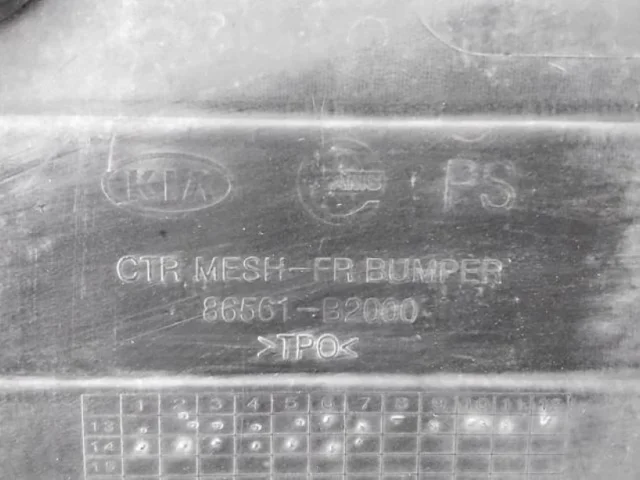 KIA PS
CTR MESH-FR BUMPER
86561-B2000
>TPO<
1 2 3 4 5 6 7 8 9 10 11 12
13
14
15